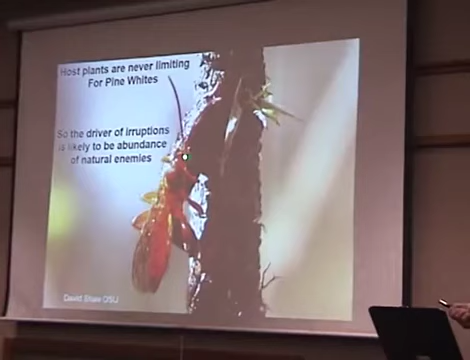 Host plants are never limiting
For Pine Whites
So the driver of irruptions
is likely to be abundance
of natural enemies
David Shaw OSU